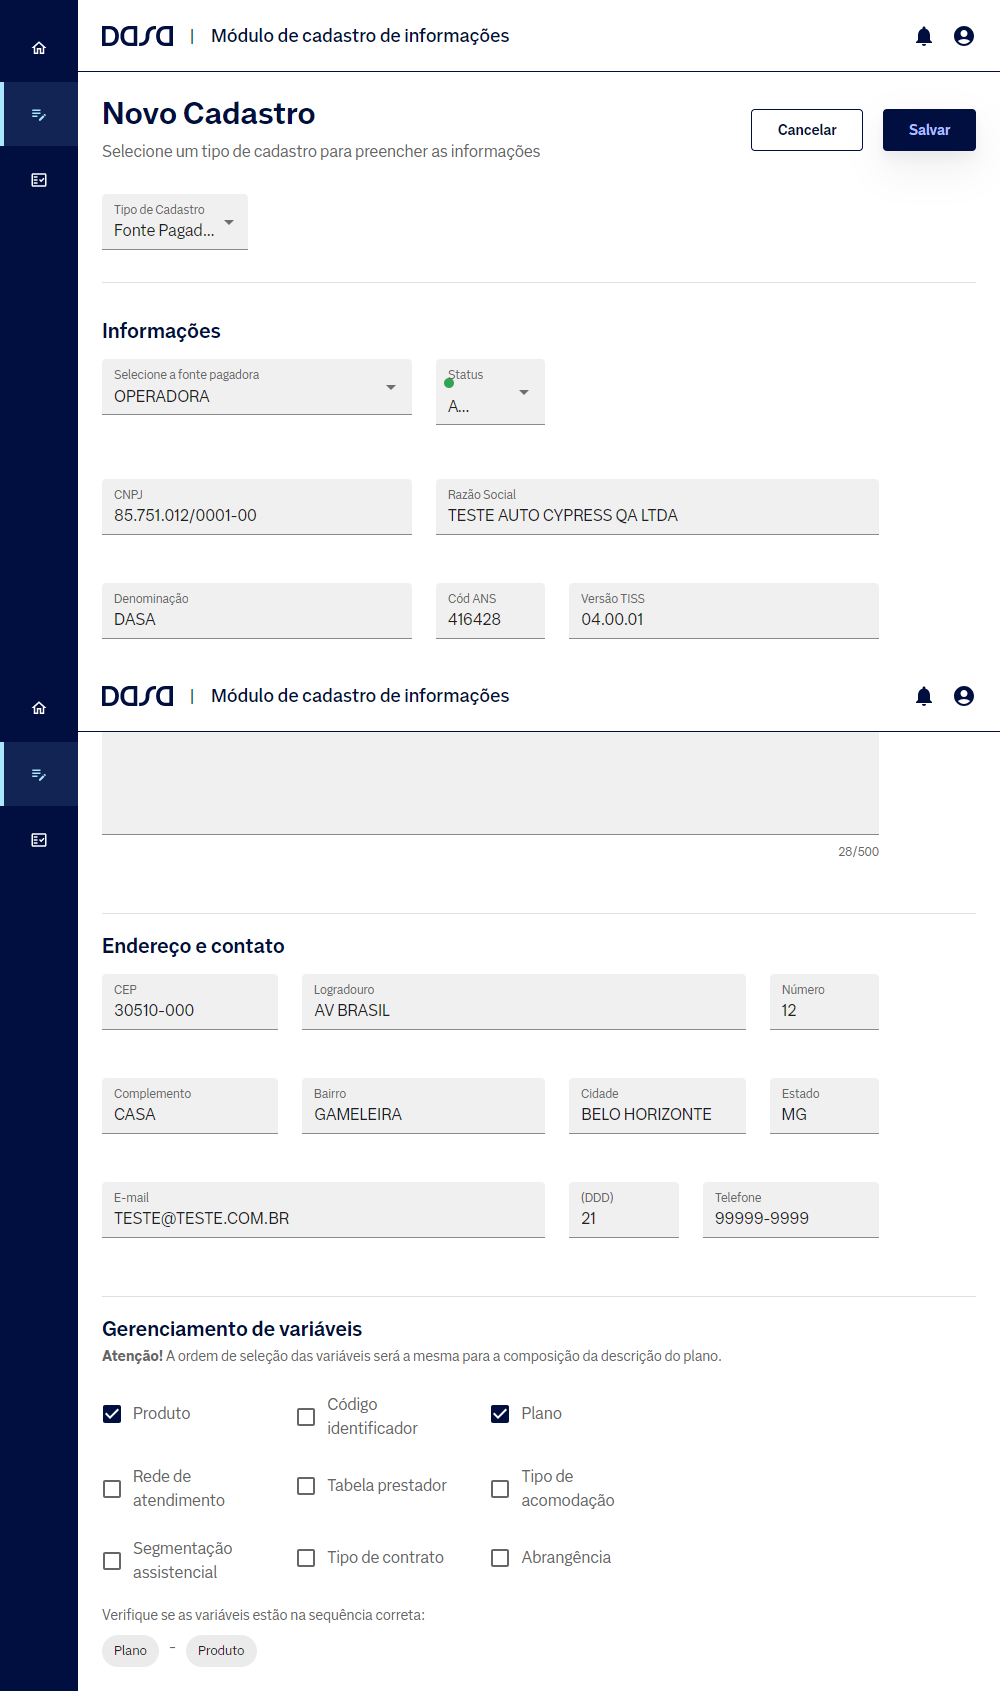 DASA | Módulo de cadastro de informações
Novo Cadastro
Cancelar
Salvar
Selecione um tipo de cadastro para preencher as informações
Tipo de Cadastro
Fonte Pagad...
Informações
Selecione a fonte pagadora
OPERADORA
Status
A...
CNPJ
85.751.012/0001-00
Razão Social
TESTE AUTO CYPRESS QA LTDA
Denominação
DASA
Cód ANS
416428
Versão TISS
04.00.01
DASA | Módulo de cadastro de informações
28/500
Endereço e contato
CEP
30510-000
Logradouro
AV BRASIL
Número
12
Complemento
CASA
Bairro
GAMELEIRA
Cidade
BELO HORIZONTE
Estado
MG
E-mail
TESTE@TESTE.COM.BR
(DDD)
21
Telefone
99999-9999
Gerenciamento de variáveis
Atenção! A ordem de seleção das variáveis será a mesma para a composição da descrição do plano.
Produto
Código
identificador
Plano
Rede de
atendimento
Tabela prestador
Tipo de
acomodação
Segmentação
assistencial
Tipo de contrato
Abrangência
Verifique se as variáveis estão na sequência correta:
Plano - Produto